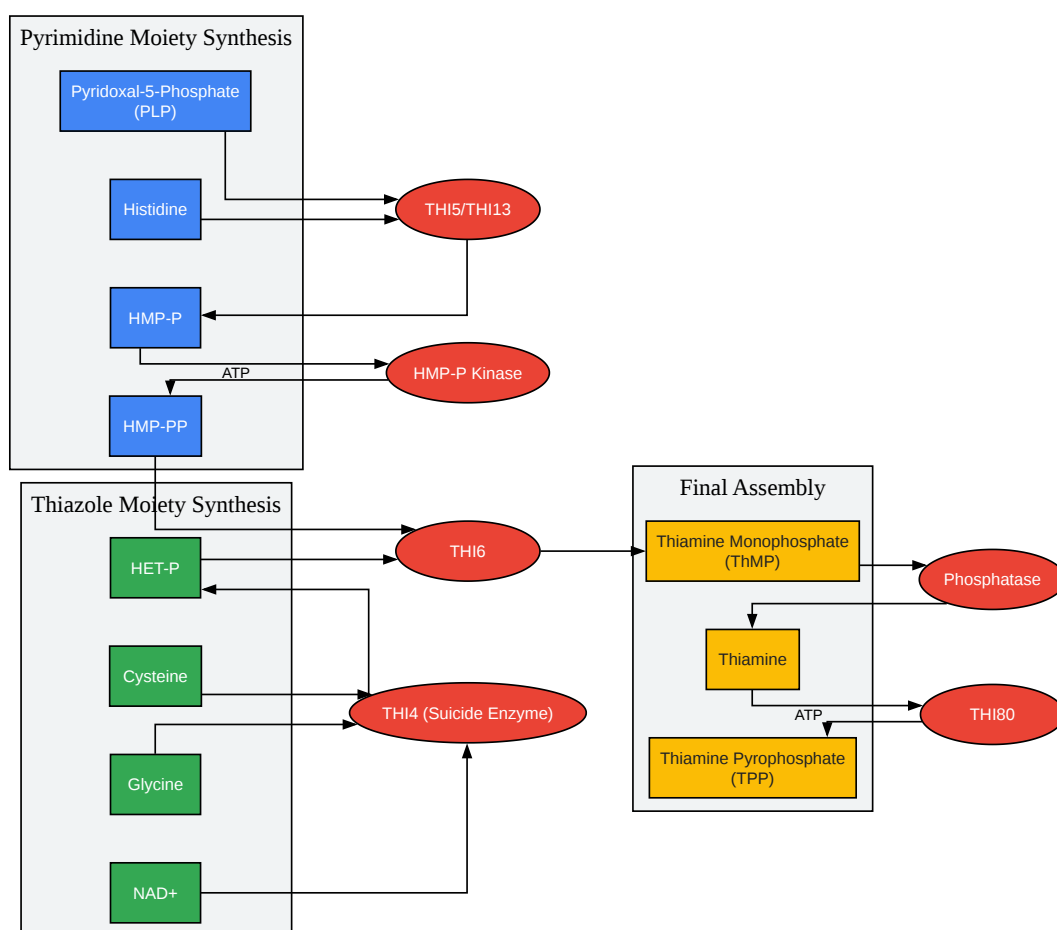 Pyrimidine Moiety Synthesis
Pyridoxal-5-Phosphate
(PLP)
Histidine
THI5/THI13
HMP-P
HMP-P Kinase
ATP
HMP-PP
Thiazole Moiety Synthesis
Final Assembly
HET-P
THI6
Thiamine Monophosphate
(ThMP)
Phosphatase
Cysteine
Thiamine
THI4 (Suicide Enzyme)
ATP
THI80
Glycine
Thiamine Pyrophosphate
(TPP)
NAD+